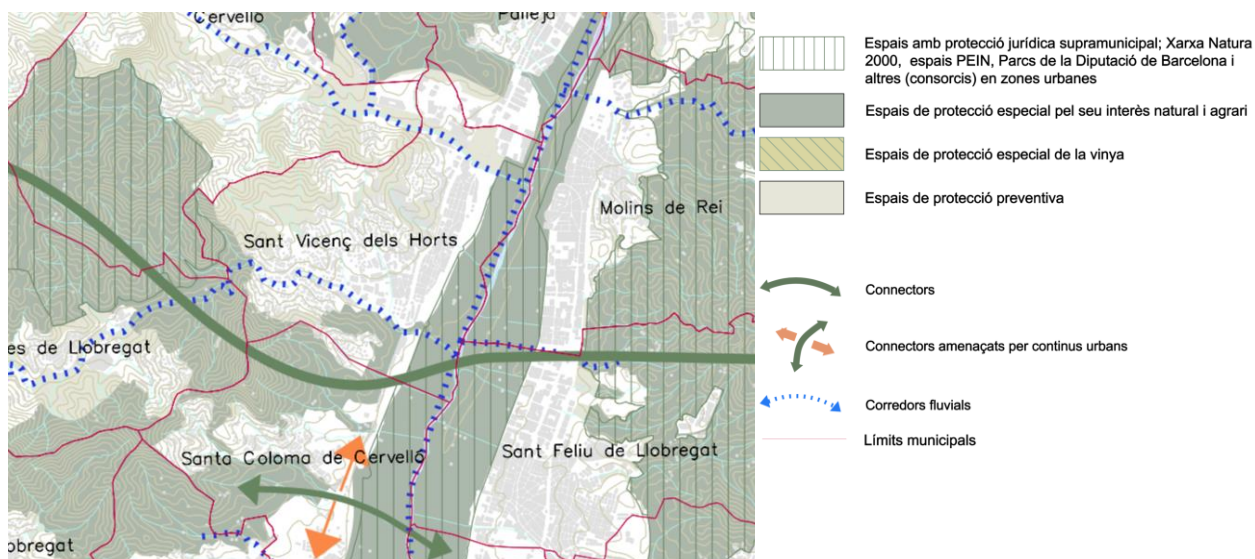 Cervelló
Pallejà
Molins de Rei
Sant Vicenç dels Horts
es de Llobregat
Santa Coloma de Cervelló
Sant Feliu de Llobregat
obregat
Espais amb protecció jurídica supramunicipal; Xarxa Natura
2000, espais PEIN, Parcs de la Diputació de Barcelona i
altres (consorcis) en zones urbanes
Espais de protecció especial pel seu interès natural i agrari
Espais de protecció especial de la vinya
Espais de protecció preventiva
Connectors
Connectors amenaçats per continus urbans
Corredors fluvials
Límits municipals